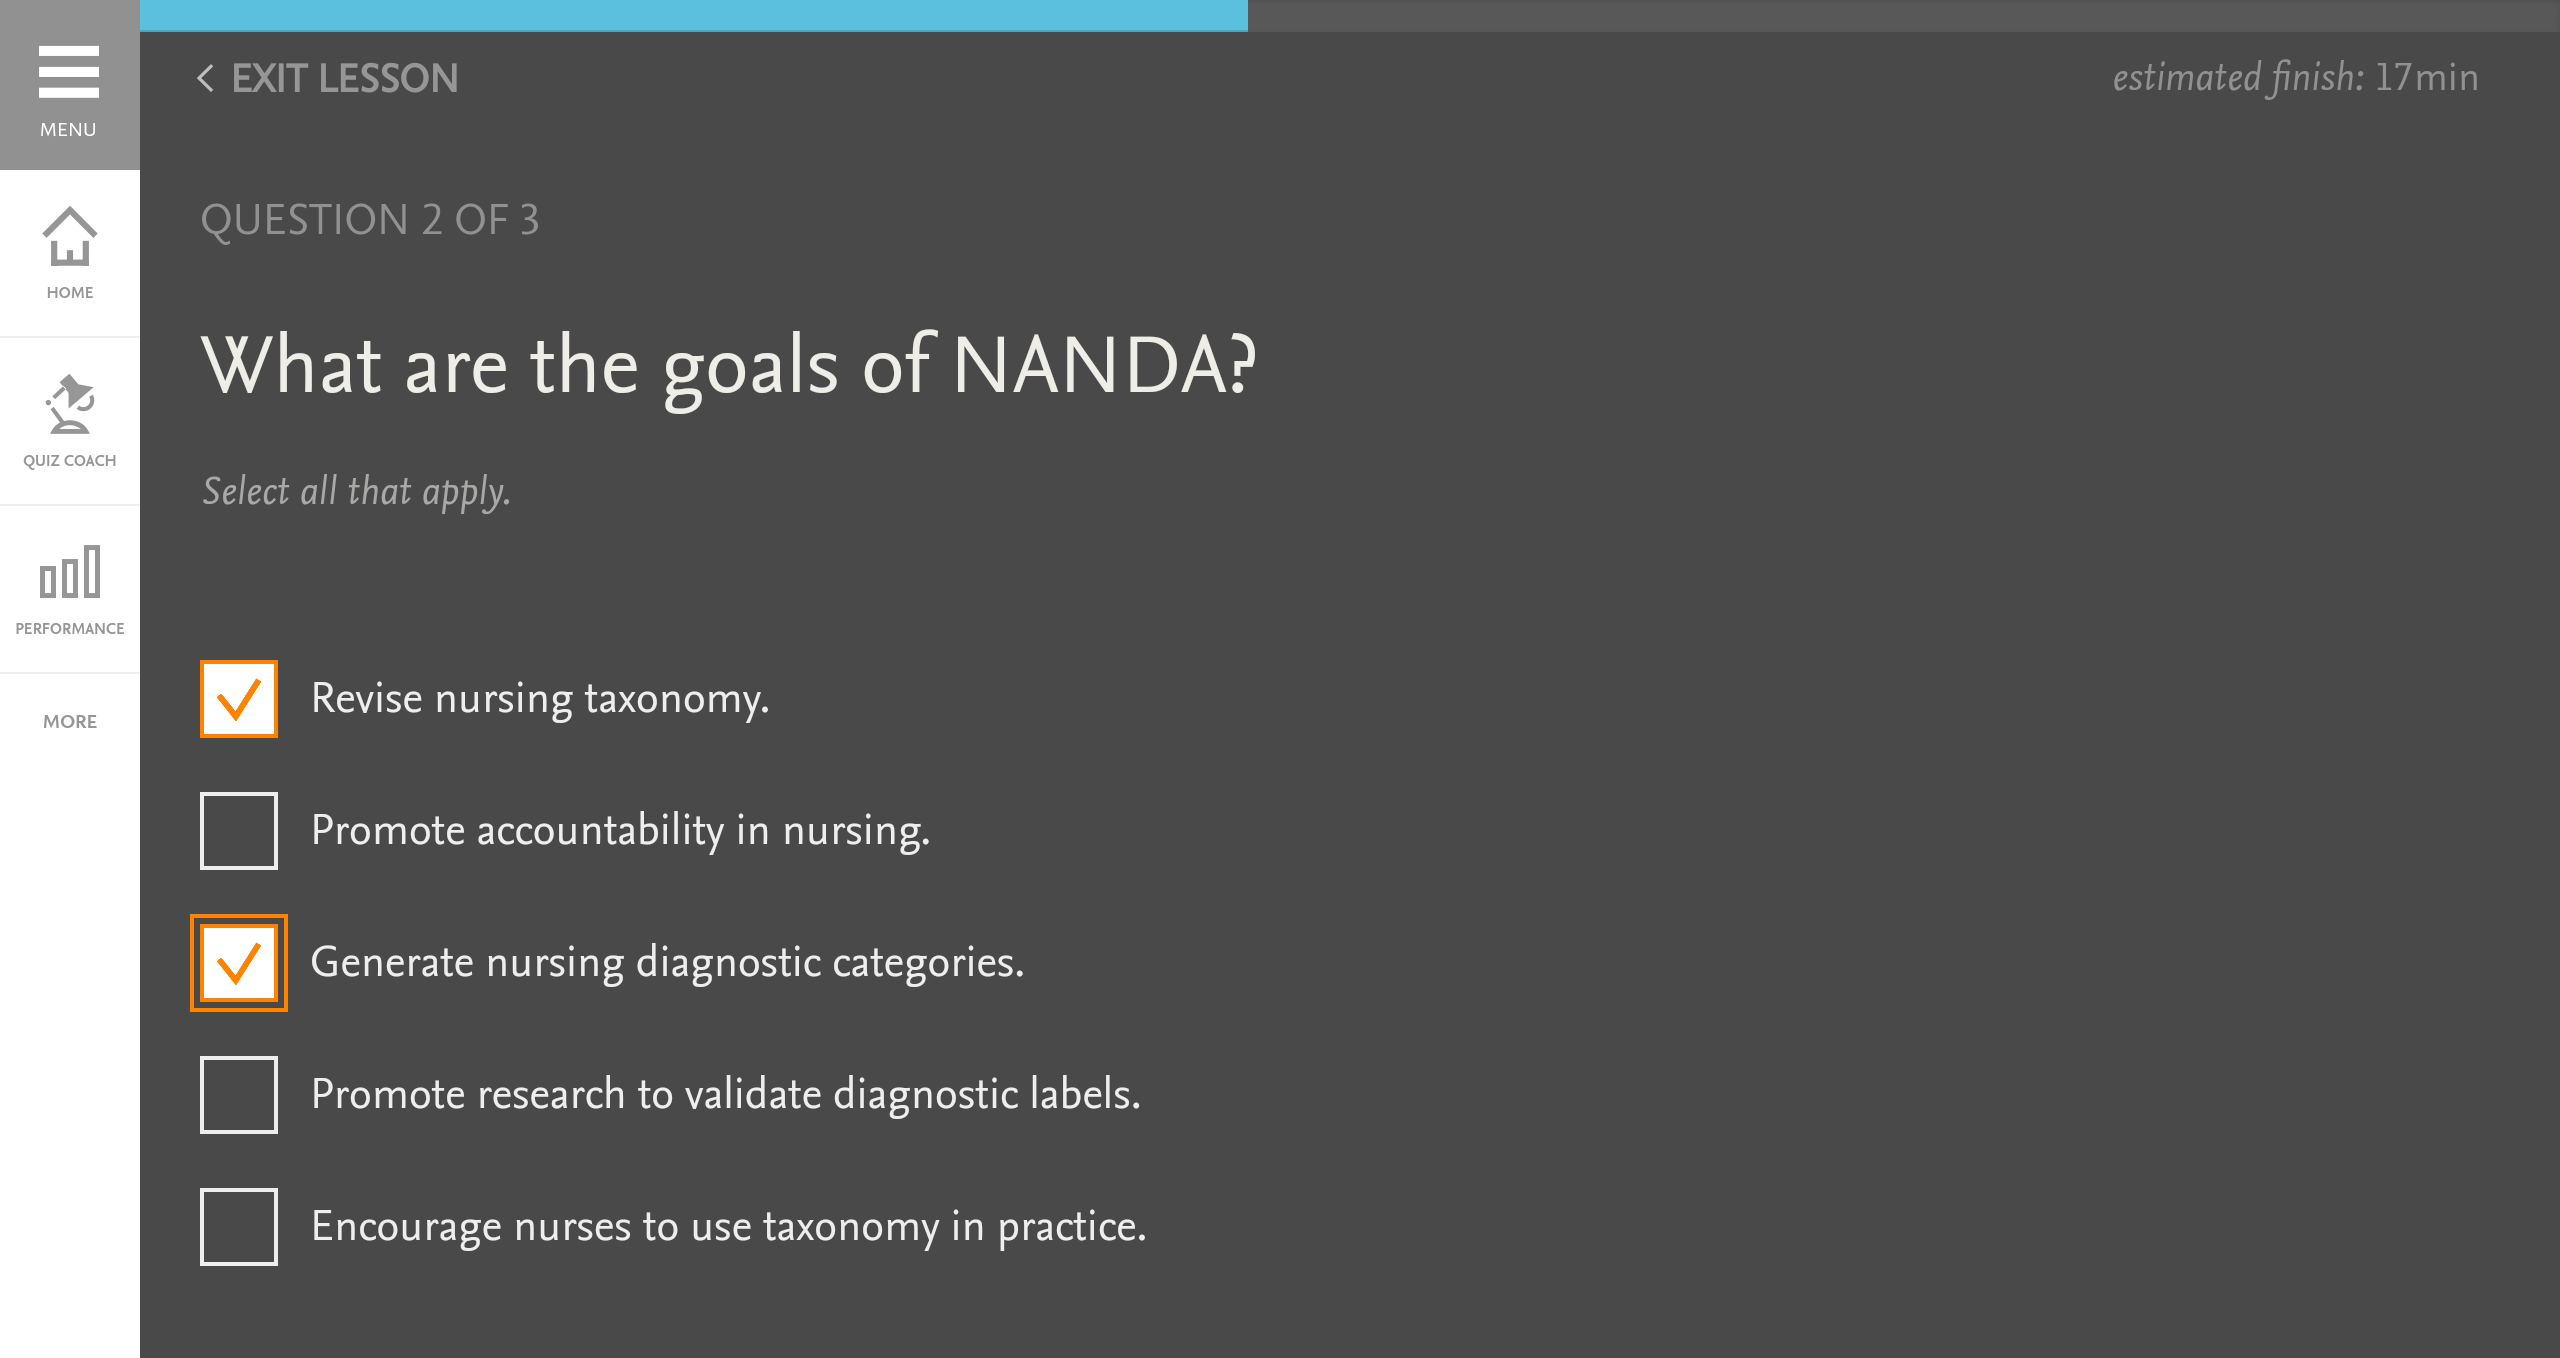 MENU
HOME
QUIZ COACH
PERFORMANCE
MORE
EXIT LESSON
estimated finish: 17min
QUESTION 2 OF 3
What are the goals of NANDA?
Select all that apply.
Revise nursing taxonomy.
Promote accountability in nursing.
Generate nursing diagnostic categories.
Promote research to validate diagnostic labels.
Encourage nurses to use taxonomy in practice.